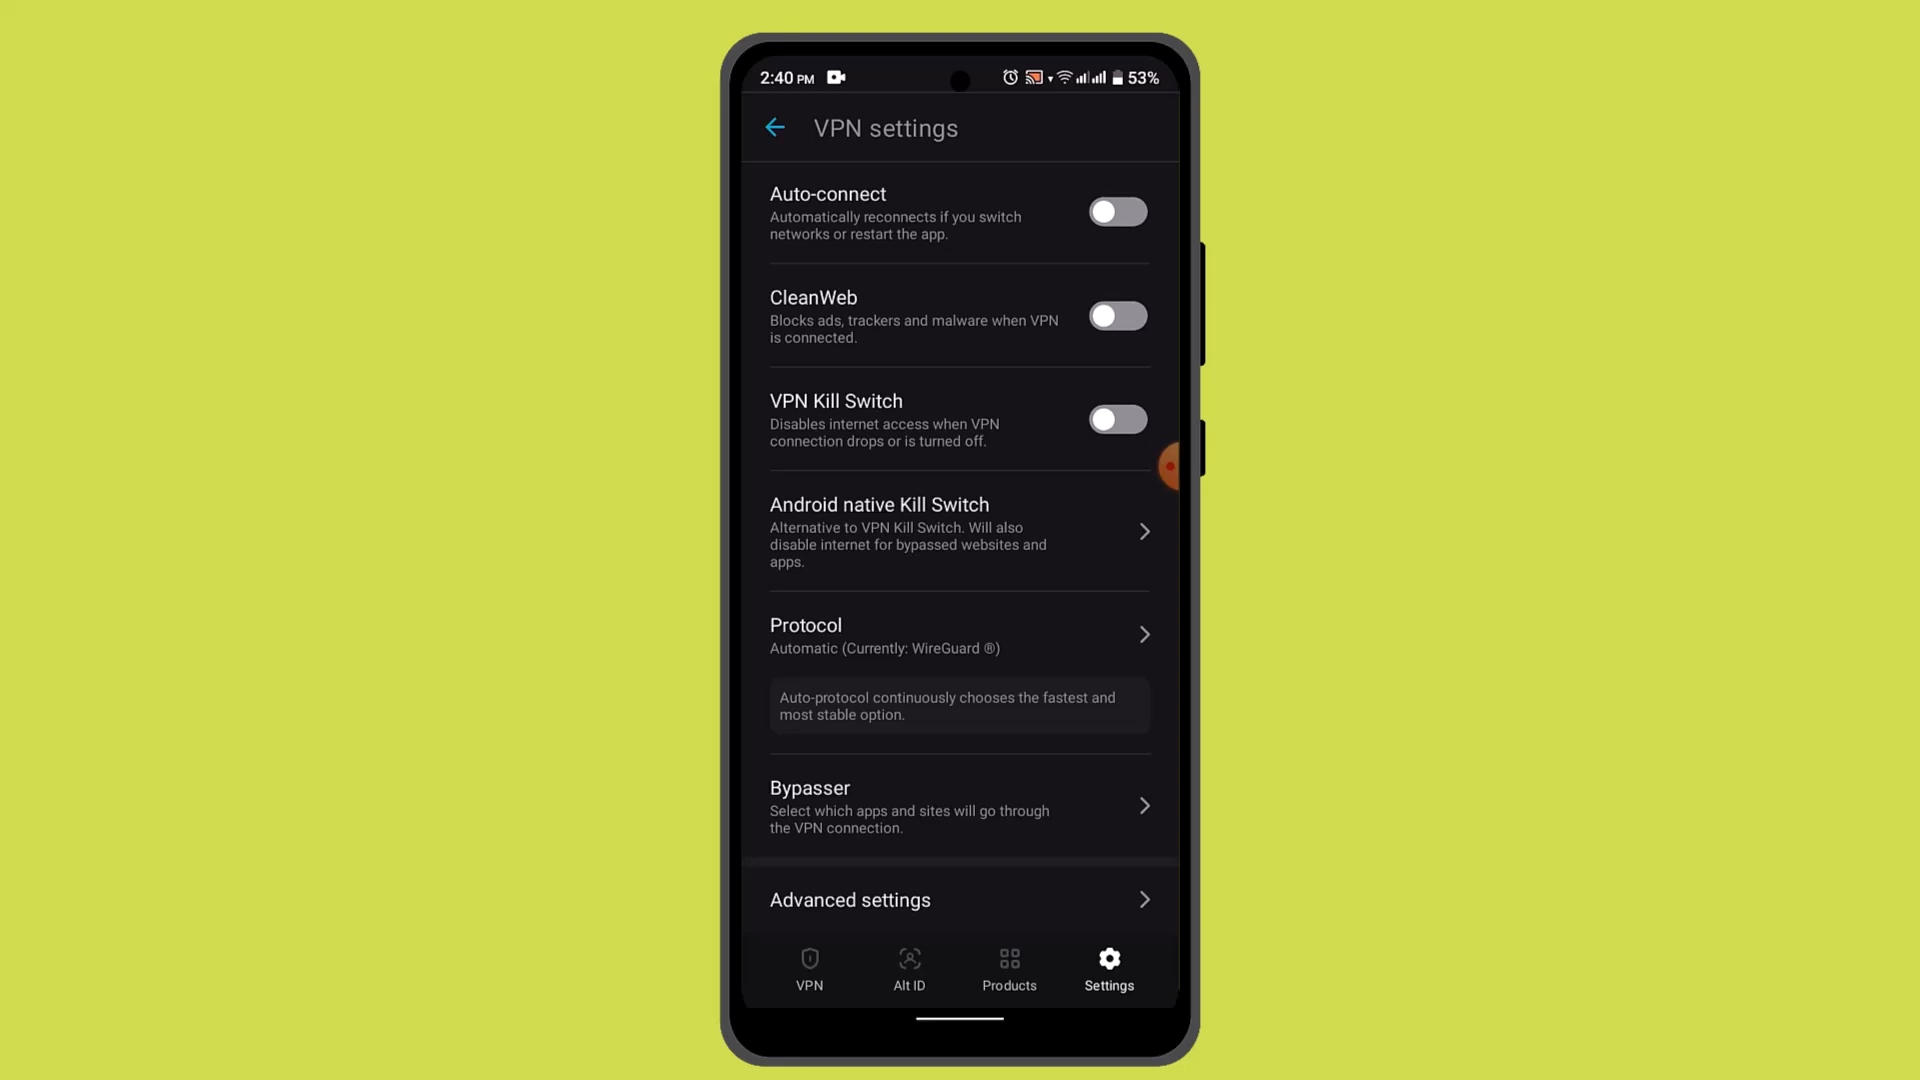 2:40 PM 53%
VPN settings
Auto-connect
Automatically reconnects if you switch
networks or restart the app.
CleanWeb
Blocks ads, trackers and malware when VPN
is connected.
VPN Kill Switch
Disables internet access when VPN
connection drops or is turned off.
Android native Kill Switch
Alternative to VPN Kill Switch. Will also
disable internet for bypassed websites and
apps.
Protocol
Automatic (Currently: WireGuard ®)
Auto-protocol continuously chooses the fastest and
most stable option.
Bypasser
Select which apps and sites will go through
the VPN connection.
Advanced settings
VPN Alt ID Products Settings